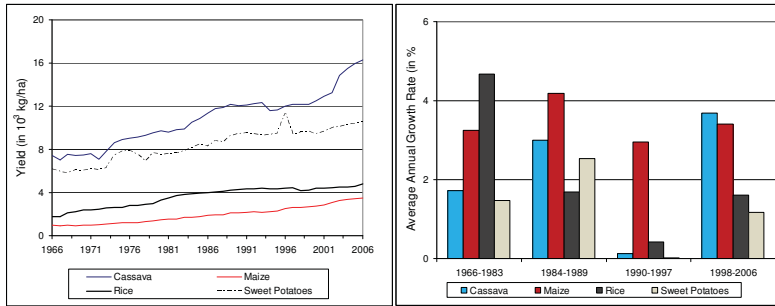 Yield (in 10³ kg/ha)
20
16
12
8
4
0
1966 1971 1976 1981 1986 1991 1996 2001 2006
Cassava Maize
Rice Sweet Potatoes
Average Annual Growth Rate (in %
6
4
2
0
1966-1983 1984-1989 1990-1997 1998-2006
Cassava Maize Rice Sweet Potatoes